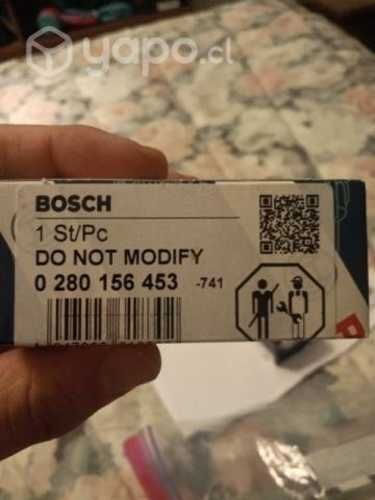 yapo.cl
BOSCH
1 St/Pc
DO NOT MODIFY
0 280 156 453 -741